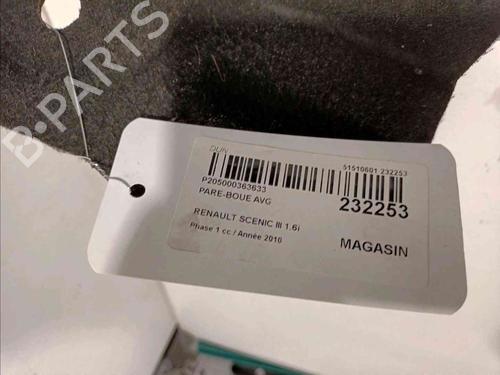 B-PARTS
DUN
51510601 232253
P205000363633
PARE-BOUE AVG
232253
RENAULT SCENIC III 1.6i
Phase 1 cc / Année 2010
MAGASIN